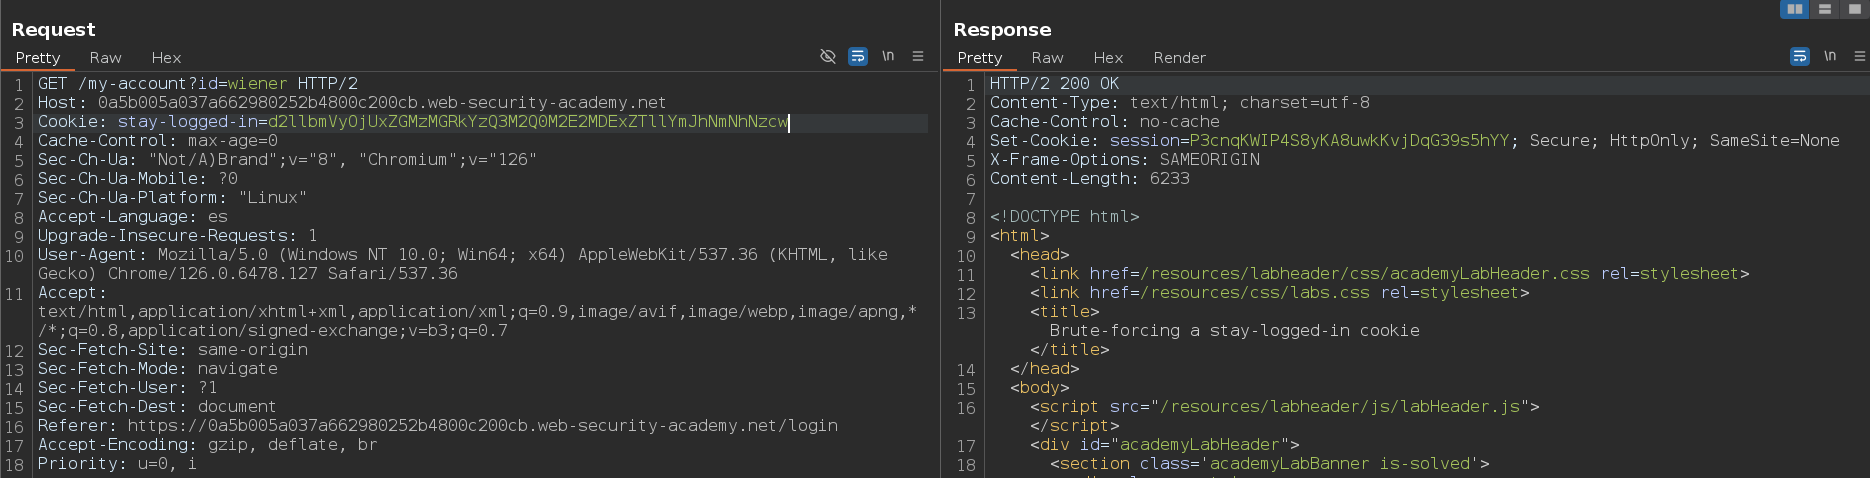 Request
Pretty Raw Hex
\n
1 GET /my-account?id=wiener HTTP/2
2 Host: 0a5b005a037a662980252b4800c200cb.web-security-academy.net
3 Cookie: stay-logged-in=d2llbmVyOjUxZGMzMGRkYzQ3M2Q0M2E2MDExZTllYmJhNmNhNzcw
4 Cache-Control: max-age=0
5 Sec-Ch-Ua: "Not/A)Brand";v="8", "Chromium";v="126"
6 Sec-Ch-Ua-Mobile: ?0
7 Sec-Ch-Ua-Platform: "Linux"
8 Accept-Language: es
9 Upgrade-Insecure-Requests: 1
10 User-Agent: Mozilla/5.0 (Windows NT 10.0; Win64; x64) AppleWebKit/537.36 (KHTML, like
Gecko) Chrome/126.0.6478.127 Safari/537.36
11 Accept:
text/html,application/xhtml+xml,application/xml;q=0.9,image/avif,image/webp,image/apng,*
/*;q=0.8,application/signed-exchange;v=b3;q=0.7
12 Sec-Fetch-Site: same-origin
13 Sec-Fetch-Mode: navigate
14 Sec-Fetch-User: ?1
15 Sec-Fetch-Dest: document
16 Referer: https://0a5b005a037a662980252b4800c200cb.web-security-academy.net/login
17 Accept-Encoding: gzip, deflate, br
18 Priority: u=0, i
Response
Pretty Raw Hex Render
\n
1 HTTP/2 200 OK
2 Content-Type: text/html; charset=utf-8
3 Cache-Control: no-cache
4 Set-Cookie: session=P3cnqKWIP4S8yKA8uwkKvjDqG39s5hYY; Secure; HttpOnly; SameSite=None
5 X-Frame-Options: SAMEORIGIN
6 Content-Length: 6233
7
8 <!DOCTYPE html>
9 <html>
10 <head>
11 <link href=/resources/labheader/css/academyLabHeader.css rel=stylesheet>
12 <link href=/resources/css/labs.css rel=stylesheet>
13 <title>
Brute-forcing a stay-logged-in cookie
</title>
14 </head>
15 <body>
16 <script src="/resources/labheader/js/labHeader.js">
</script>
17 <div id="academyLabHeader">
18 <section class='academyLabBanner is-solved'>